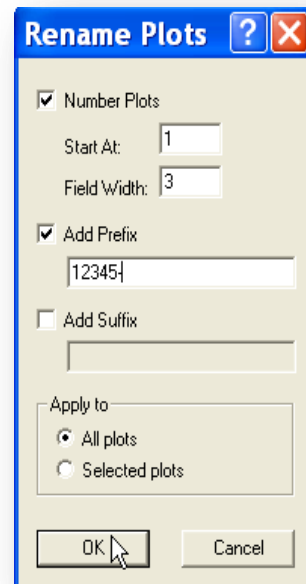 Rename Plots ?
Number Plots
Start At: 1
Field Width: 3
Add Prefix
12345-
Add Suffix
Apply to
All plots
Selected plots
OK Cancel